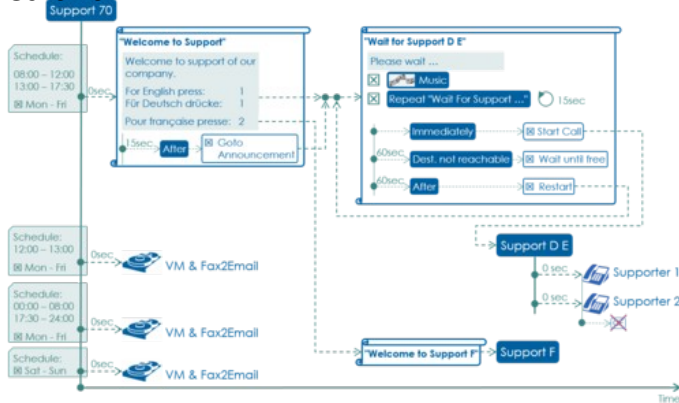 Support 70
Schedule:
08:00 – 12:00
13:00 – 17:30
Mon - Fri
0sec
"Welcome to Support"
Welcome to support of our
company.
For English press: 1
Für Deutsch drücke: 1
Pour française presse: 2
15sec
After
Goto
Announcement
"Wait for Support D E"
Please wait ...
Music
Repeat "Wait For Support ..."
15sec
Immediately
Start Call
60sec
Dest. not reachable
Wait until free
60sec
After
Restart
Schedule:
12:00 – 13:00
Mon - Fri
0sec
VM & Fax2Email
Support D E
0 sec
Supporter 1
0 sec
Supporter 2
Schedule:
00:00 – 08:00
17:30 – 24:00
Mon - Fri
0sec
VM & Fax2Email
"Welcome to Support F"
Support F
Schedule:
Sat - Sun
0sec
VM & Fax2Email
Time